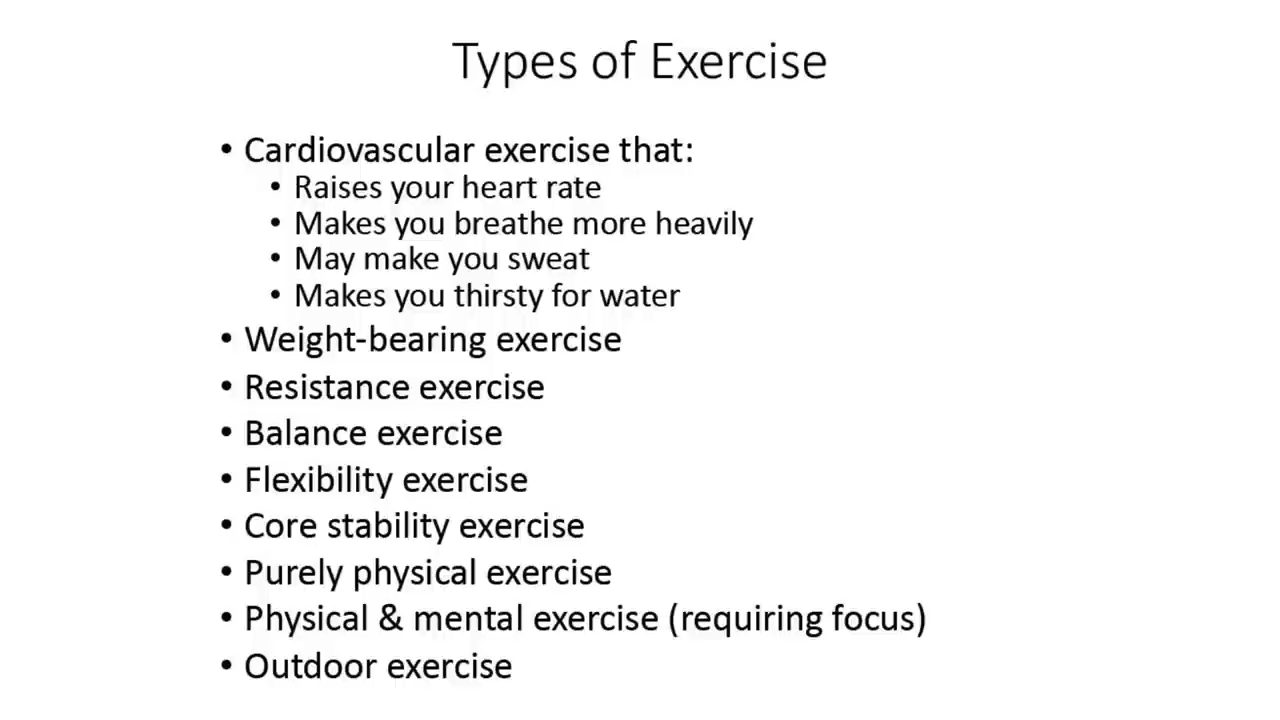 Types of Exercise
• Cardiovascular exercise that:
• Raises your heart rate
• Makes you breathe more heavily
• May make you sweat
• Makes you thirsty for water
• Weight-bearing exercise
• Resistance exercise
• Balance exercise
• Flexibility exercise
• Core stability exercise
• Purely physical exercise
• Physical & mental exercise (requiring focus)
• Outdoor exercise